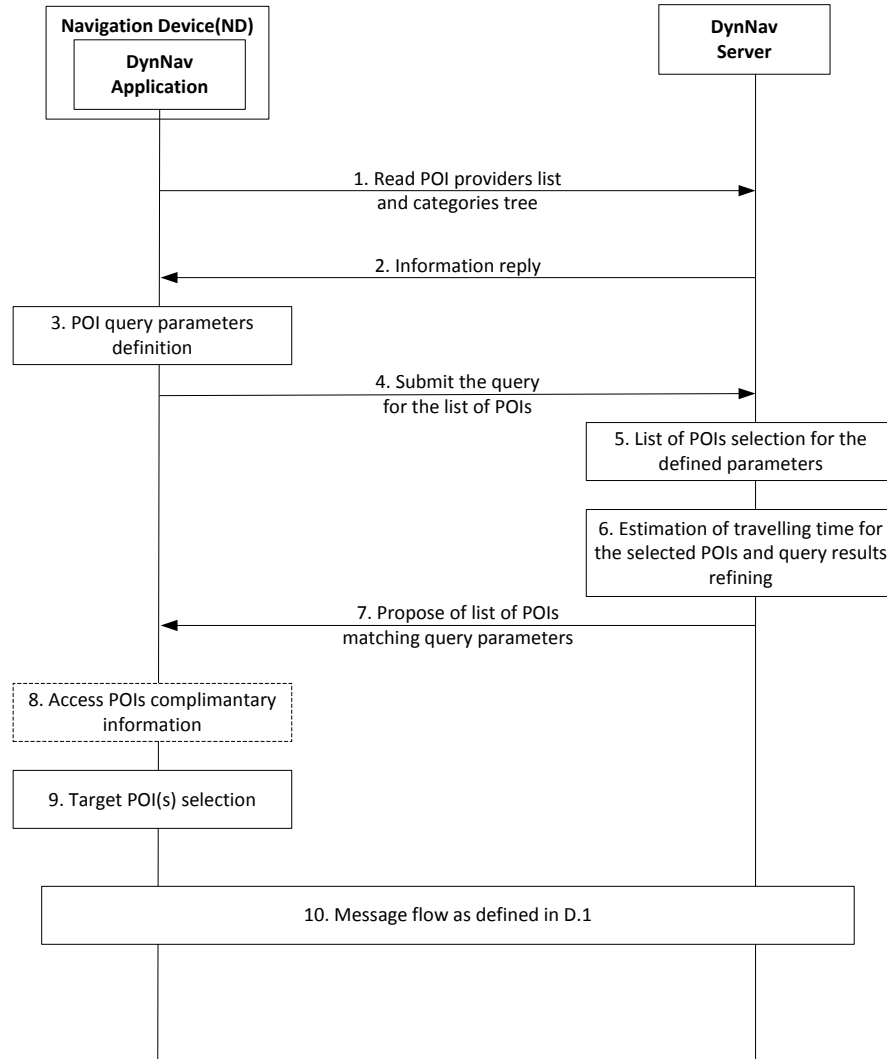 Navigation Device(ND)
DynNav
Application
DynNav
Server
1. Read POI providers list
and categories tree
2. Information reply
3. POI query parameters
definition
4. Submit the query
for the list of POIs
5. List of POIs selection for the
defined parameters
6. Estimation of travelling time for
the selected POIs and query results
refining
7. Propose of list of POIs
matching query parameters
8. Access POIs complimantary
information
9. Target POI(s) selection
10. Message flow as defined in D.1